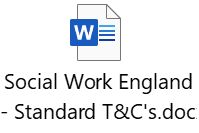 W
Social Work England
- Standard T&C's.docx